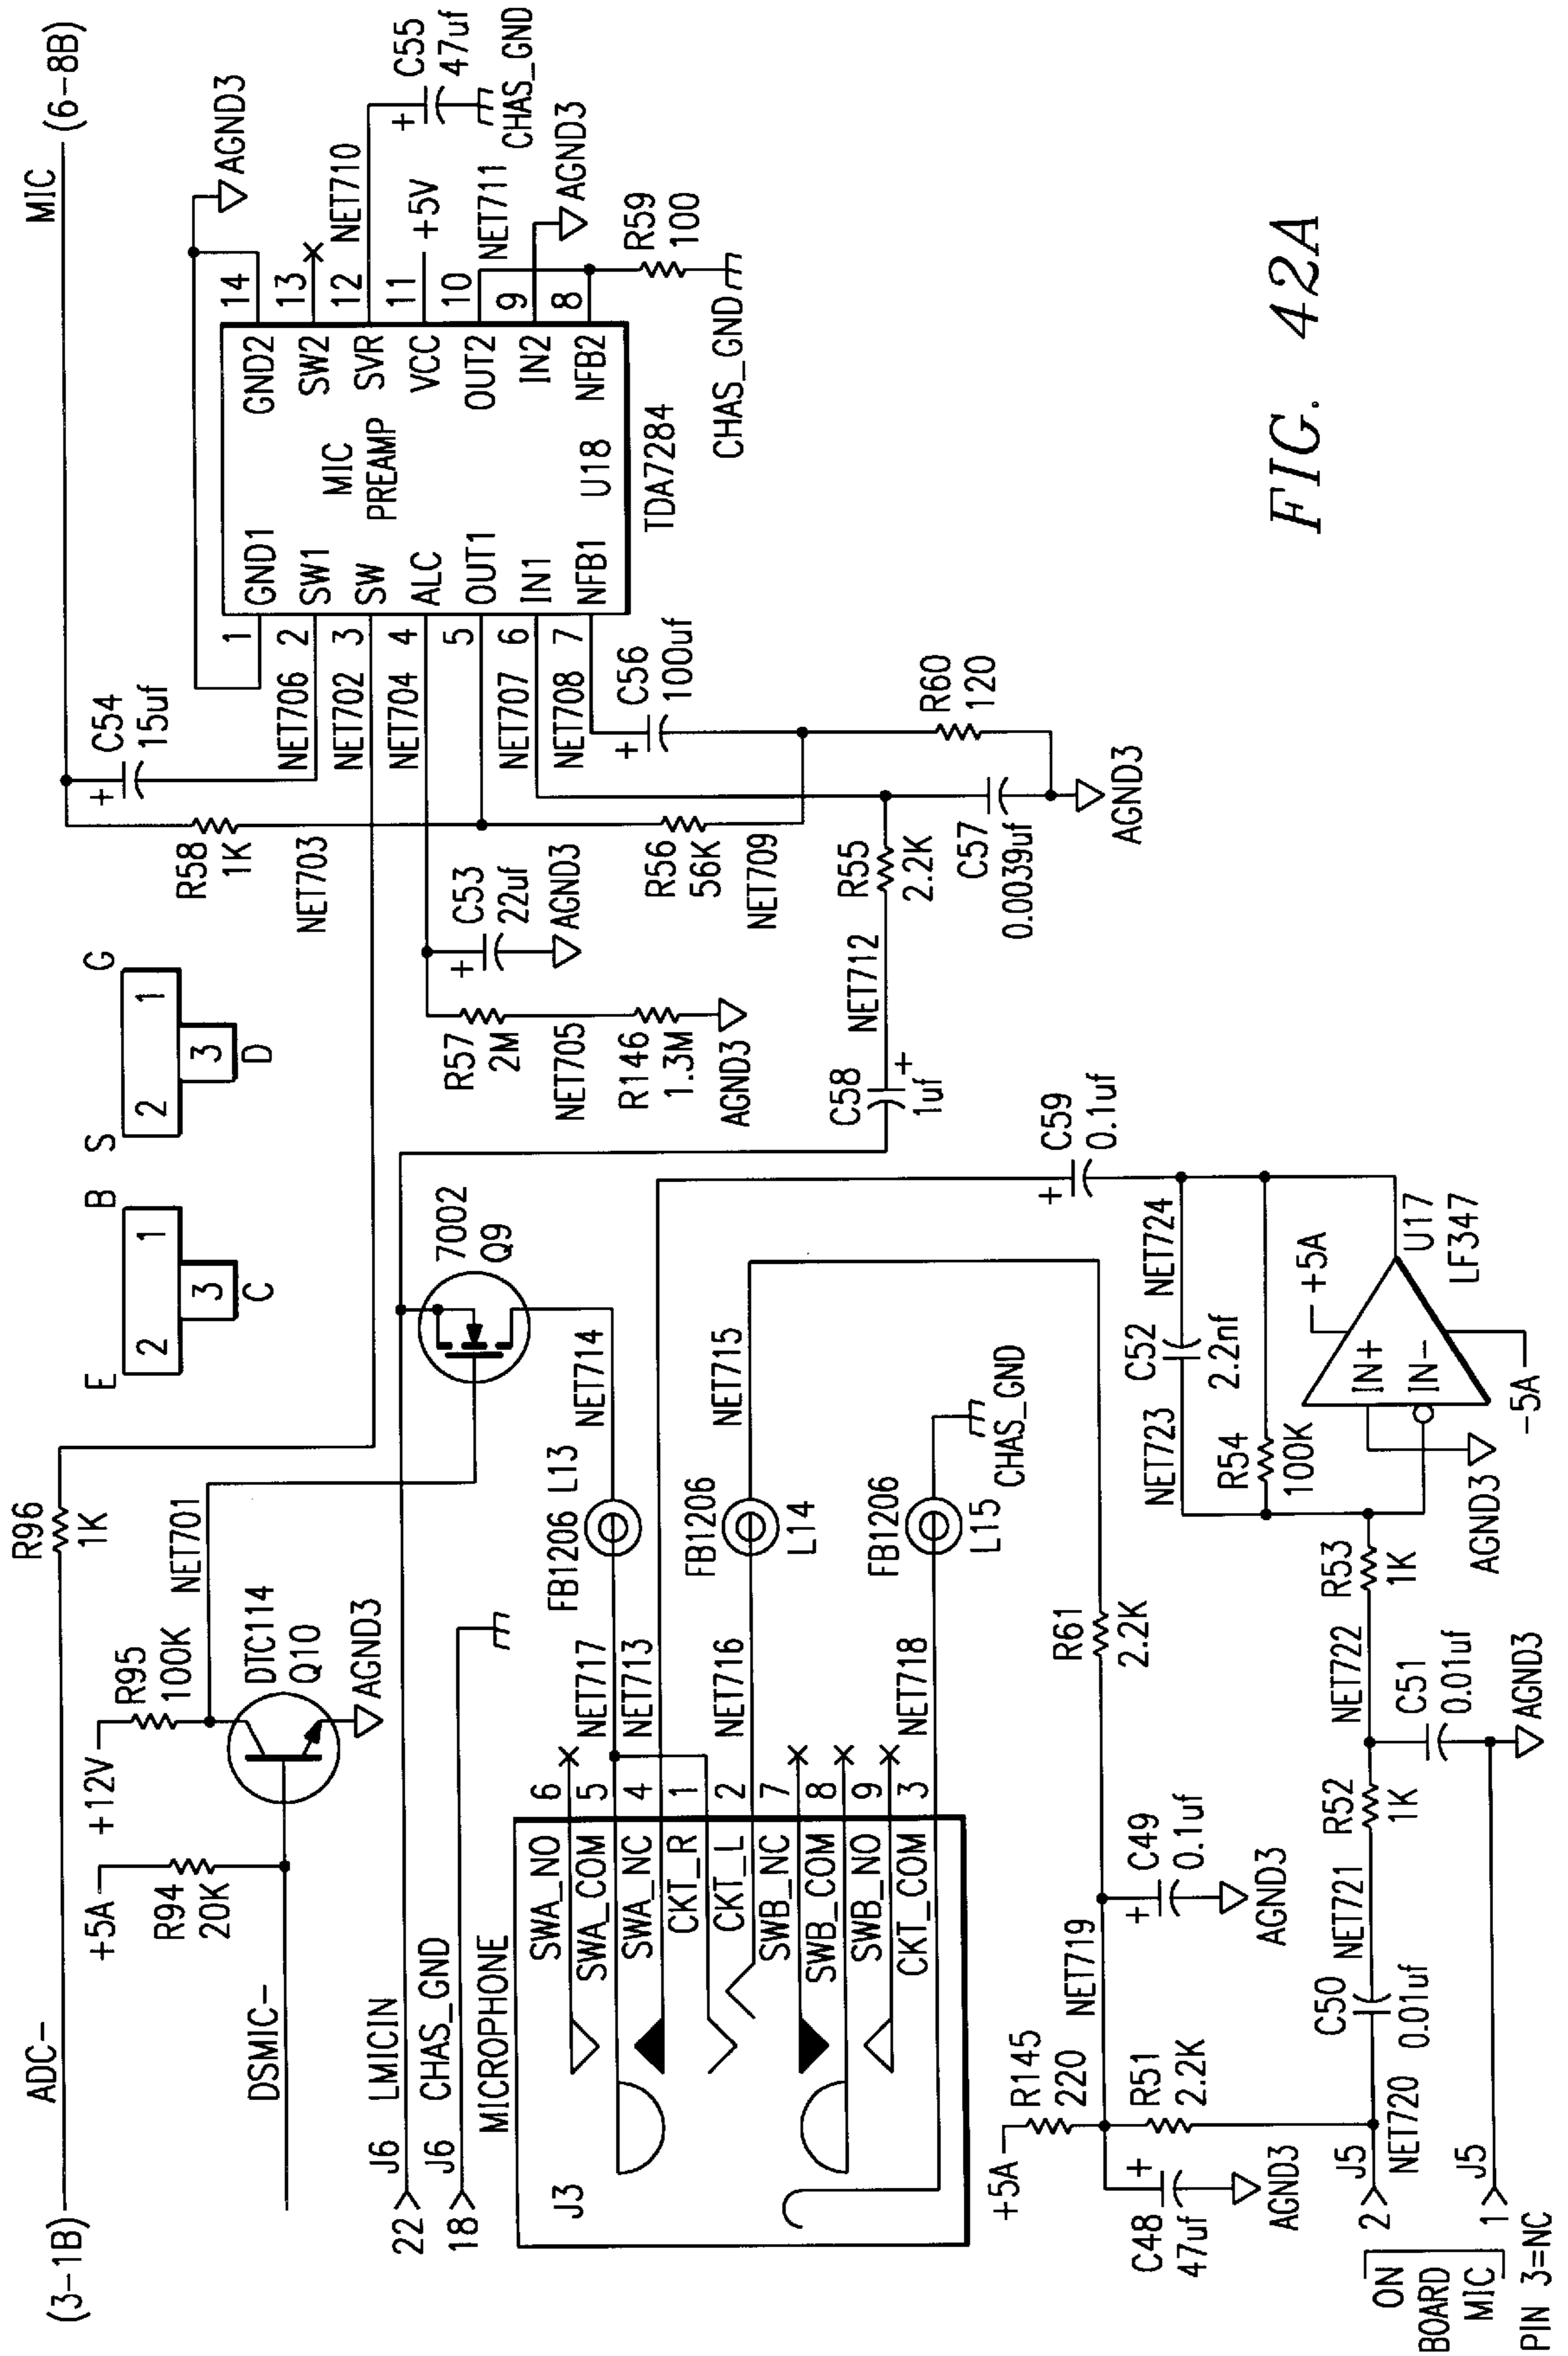 (3-1B)
ADC-
R96
1K
MIC
(6-8B)
+5A
R94
20K
DSMIC-
+12V
R95
100K
NET701
DTC114
Q10
AGND3
E
B
2
1
3
C
S
G
2
1
3
D
R58
1K
NET703
C54
15uf
NET706
NET702
NET704
NET707
NET708
1
2
3
4
5
6
7
GND1
SW1
SW
ALC
OUT1
IN1
NFB1
MIC
PREAMP
U18
TDA7284
GND2
SW2
SVR
VCC
OUT2
IN2
NFB2
14
13
12
11
10
9
8
AGND3
NET710
+
C55
47uf
CHAS_GND
+5V
NET711
AGND3
R59
100
CHAS_GND
22
J6
LMICIN
18
J6
CHAS_GND
7002
Q9
R57
2M
NET705
R146
1.3M
AGND3
+
C53
22uf
AGND3
R56
56K
NET709
+
C56
100uf
R60
120
C58
1uf
+
NET712
R55
2.2K
C57
0.0039uf
AGND3
MICROPHONE
J3
SWA_NO
SWA_COM
SWA_NC
CKT_R
CKT_L
SWB_NC
SWB_COM
SWB_NO
CKT_COM
6
5
4
1
2
7
8
9
3
NET717
NET713
NET716
NET718
FB1206
L13
NET714
FB1206
L14
NET715
FB1206
L15
CHAS_GND
+
C59
0.1uf
+5A
R145
220
NET719
R61
2.2K
C48
47uf
+
AGND3
R51
2.2K
+
C49
0.1uf
AGND3
NET723
C52
2.2nf
NET724
R54
100K
+5A
IN+
IN-
U17
LF347
-5A
AGND3
ON
BOARD
MIC
2
J5
NET720
C50
0.01uf
NET721
R52
1K
NET722
R53
1K
C51
0.01uf
AGND3
1
J5
PIN 3=NC
+
FIG. 42A